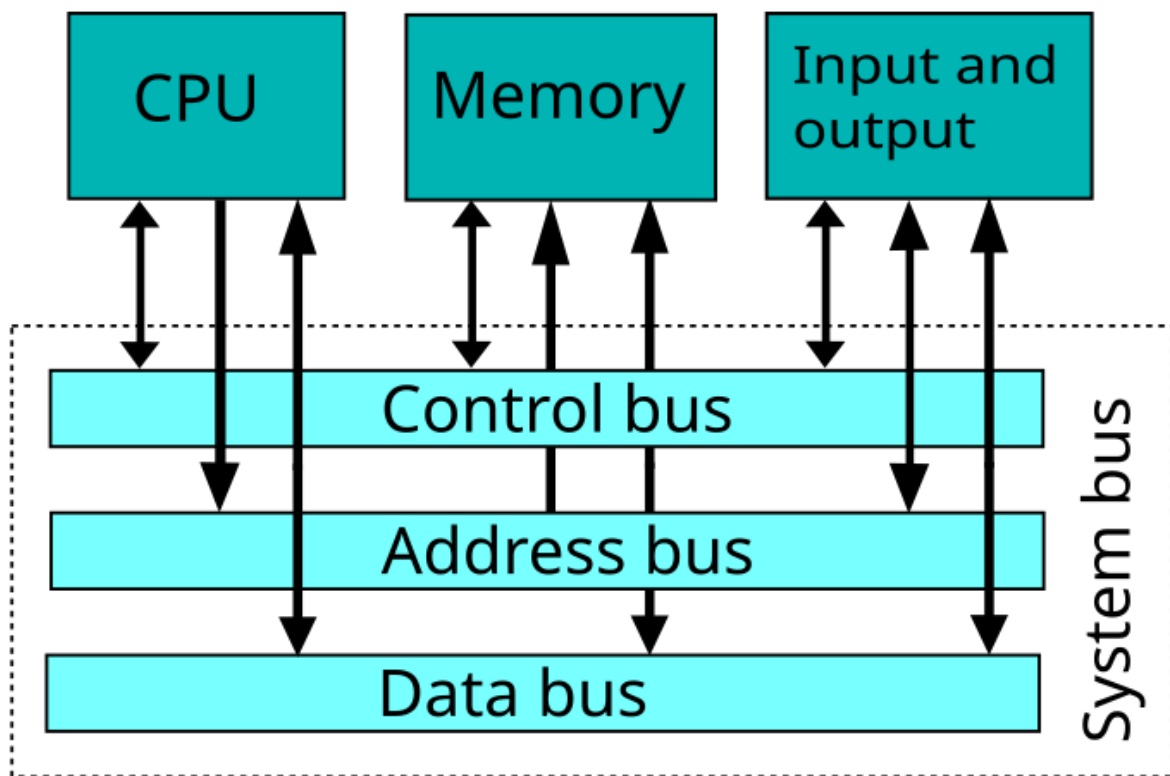 CPU
Memory
Input and
output
Control bus
Address bus
Data bus
System bus